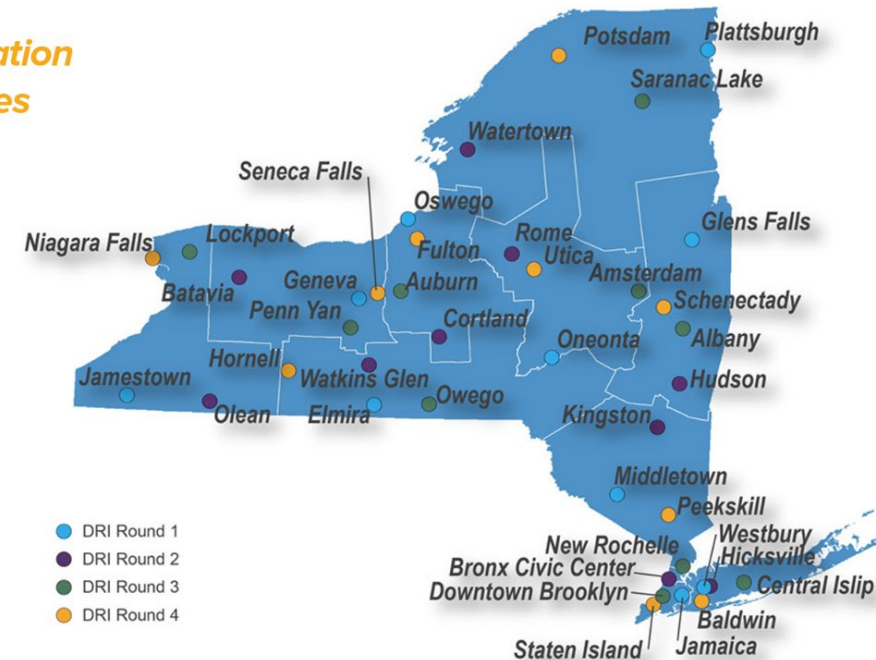 Potsdam
Plattsburgh
Saranac Lake
Watertown
Seneca Falls
Oswego
Glens Falls
Niagara Falls
Lockport
Fulton
Rome
Utica
Batavia
Geneva
Auburn
Amsterdam
Penn Yan
Schenectady
Cortland
Albany
Oneonta
Hornell
Jamestown
Watkins Glen
Hudson
Olean
Elmira
Owego
Kingston
Middletown
Peekskill
DRI Round 1
DRI Round 2
DRI Round 3
DRI Round 4
New Rochelle
Westbury
Hicksville
Bronx Civic Center
Downtown Brooklyn
Central Islip
Baldwin
Staten Island
Jamaica